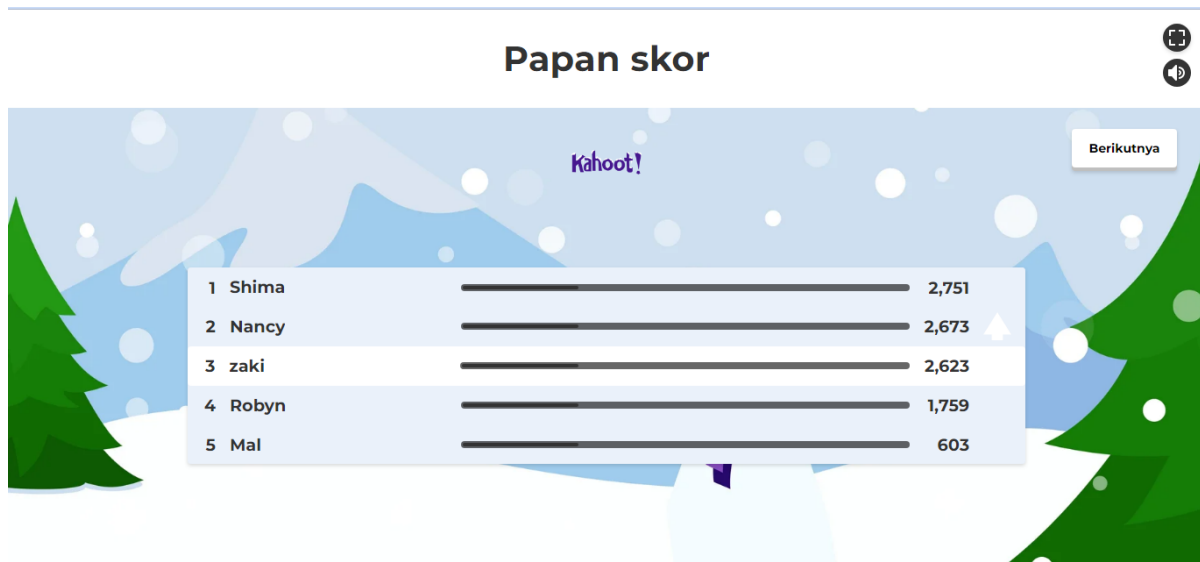 Papan skor
Kahoot!
Berikutnya
1 Shima 2,751
2 Nancy 2,673
3 zaki 2,623
4 Robyn 1,759
5 Mal 603